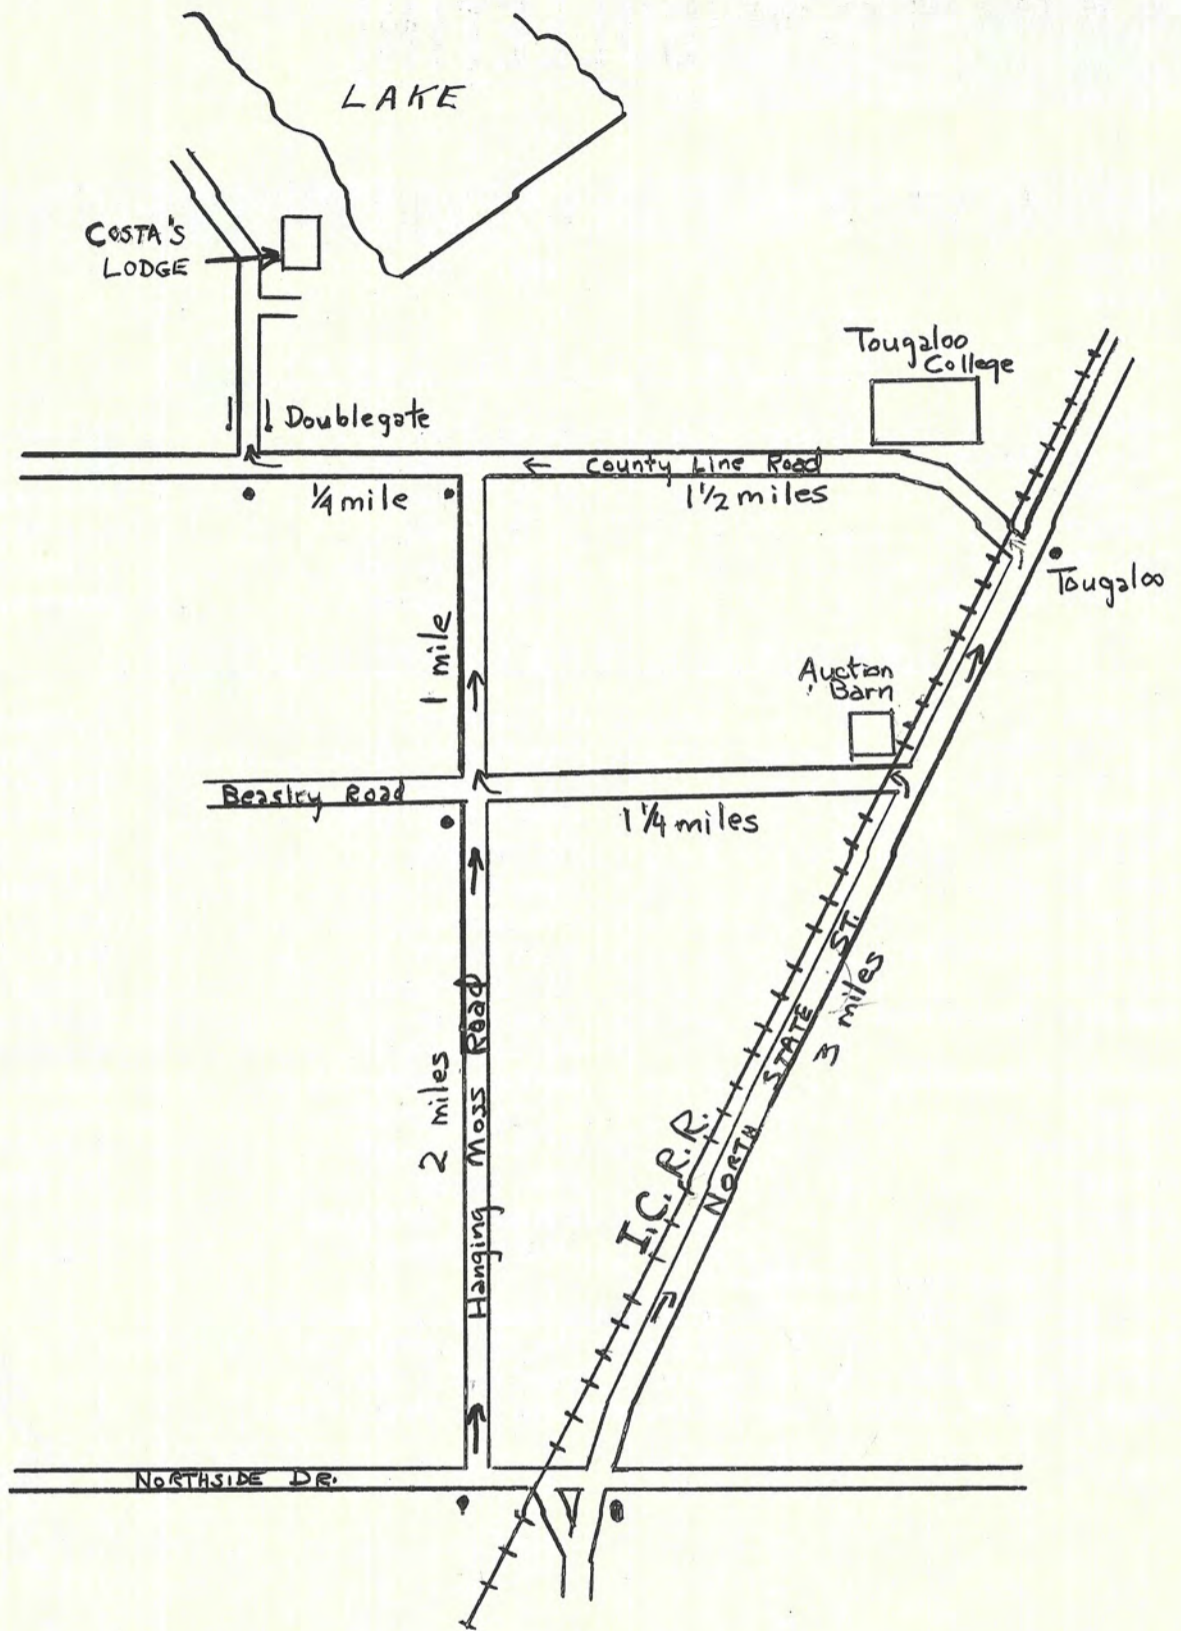 LAKE
COSTA'S
LODGE
Tougaloo
College
Doublegate
County Line Road
1/4 mile
1 1/2 miles
Tougaloo
1 mile
Auction
Barn
Beasley Road
1 1/4 miles
NORTH STATE ST.
3 miles
Hanging Moss Road
2 miles
I.C. R.R.
NORTHSIDE DR.